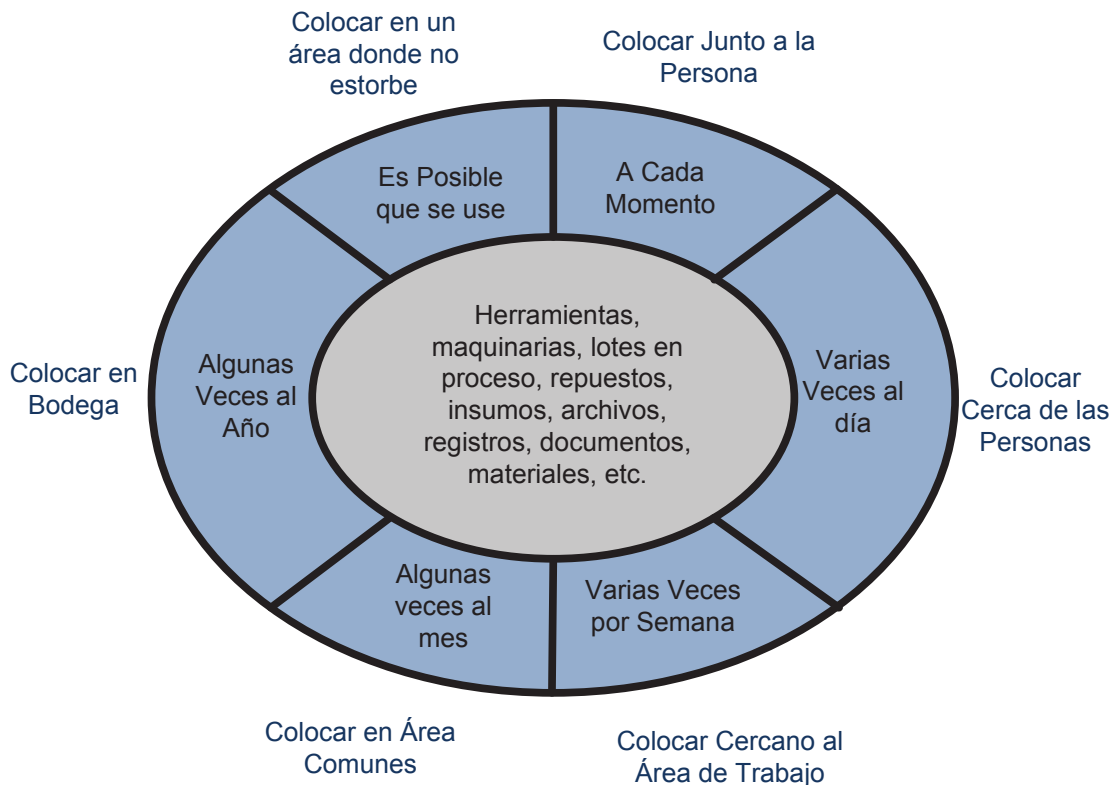 Colocar en un
área donde no
estorbe
Colocar Junto a la
Persona
Es Posible
que se use
A Cada
Momento
Herramientas,
maquinarias, lotes en
proceso, repuestos,
insumos, archivos,
registros, documentos,
materiales, etc.
Algunas
Veces al
Año
Colocar en
Bodega
Varias
Veces al
día
Colocar
Cerca de las
Personas
Algunas
veces al
mes
Varias Veces
por Semana
Colocar en Área
Comunes
Colocar Cercano al
Área de Trabajo